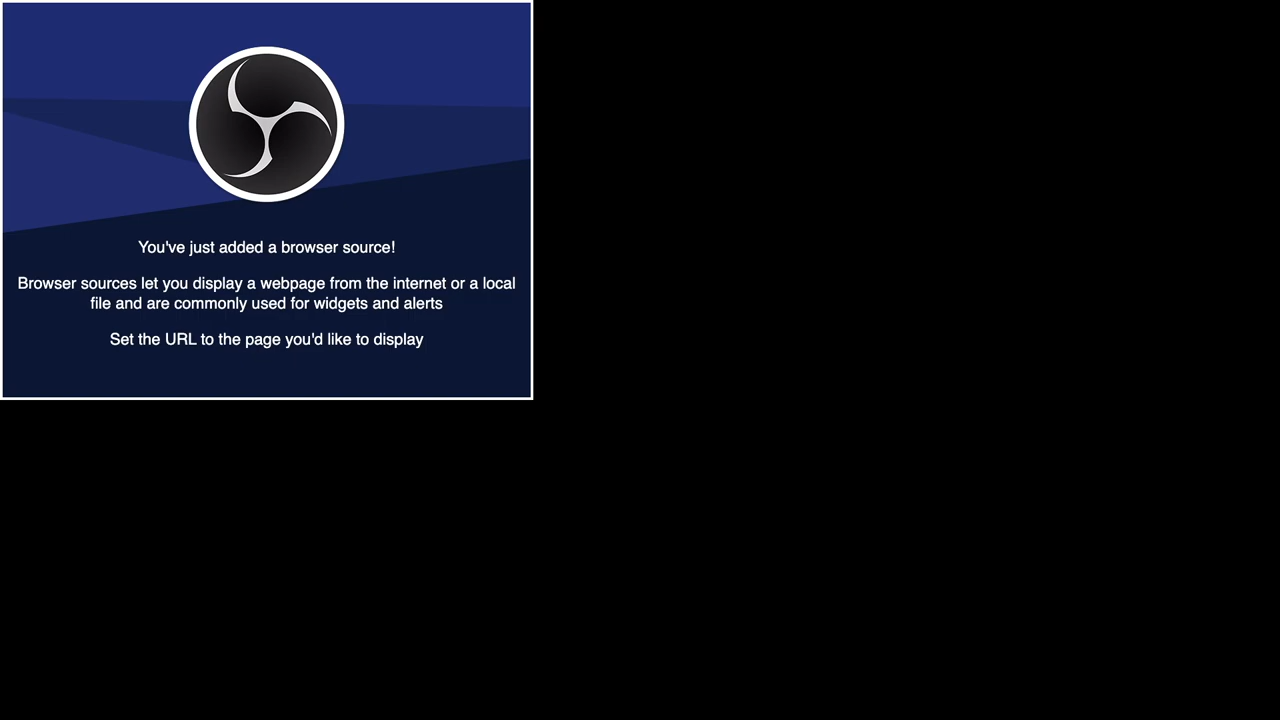 You've just added a browser source!
Browser sources let you display a webpage from the internet or a local
file and are commonly used for widgets and alerts
Set the URL to the page you'd like to display